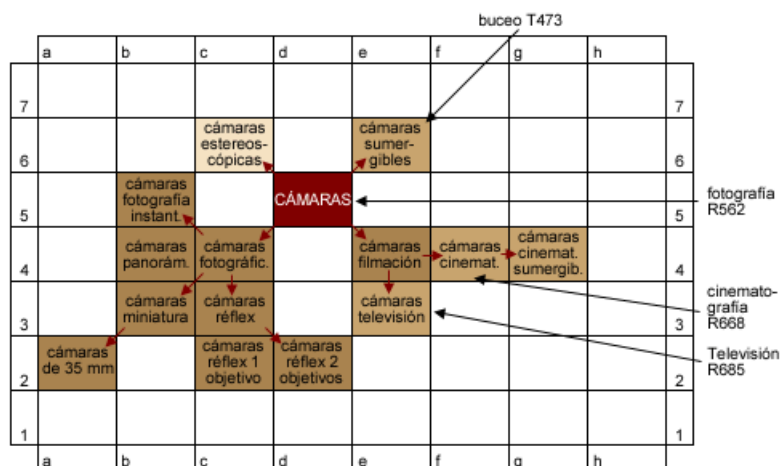 buceo T473
a b c d e f g h
7 7
cámaras
estereos-
cópicas
cámaras
sumer-
gibles
6 6
cámaras
fotografía
instant.
CÁMARAS
5 5
fotografía
R562
cámaras
panorám.
cámaras
fotográfic.
cámaras
filmación
cámaras
cinemat.
cámaras
cinemat.
sumergib.
4 4
cinemato-
grafía
R668
cámaras
miniatura
cámaras
réflex
cámaras
televisión
3 3
Televisión
R685
cámaras
de 35 mm
cámaras
réflex 1
objetivo
cámaras
réflex 2
objetivos
2 2
1 1
a b c d e f g h